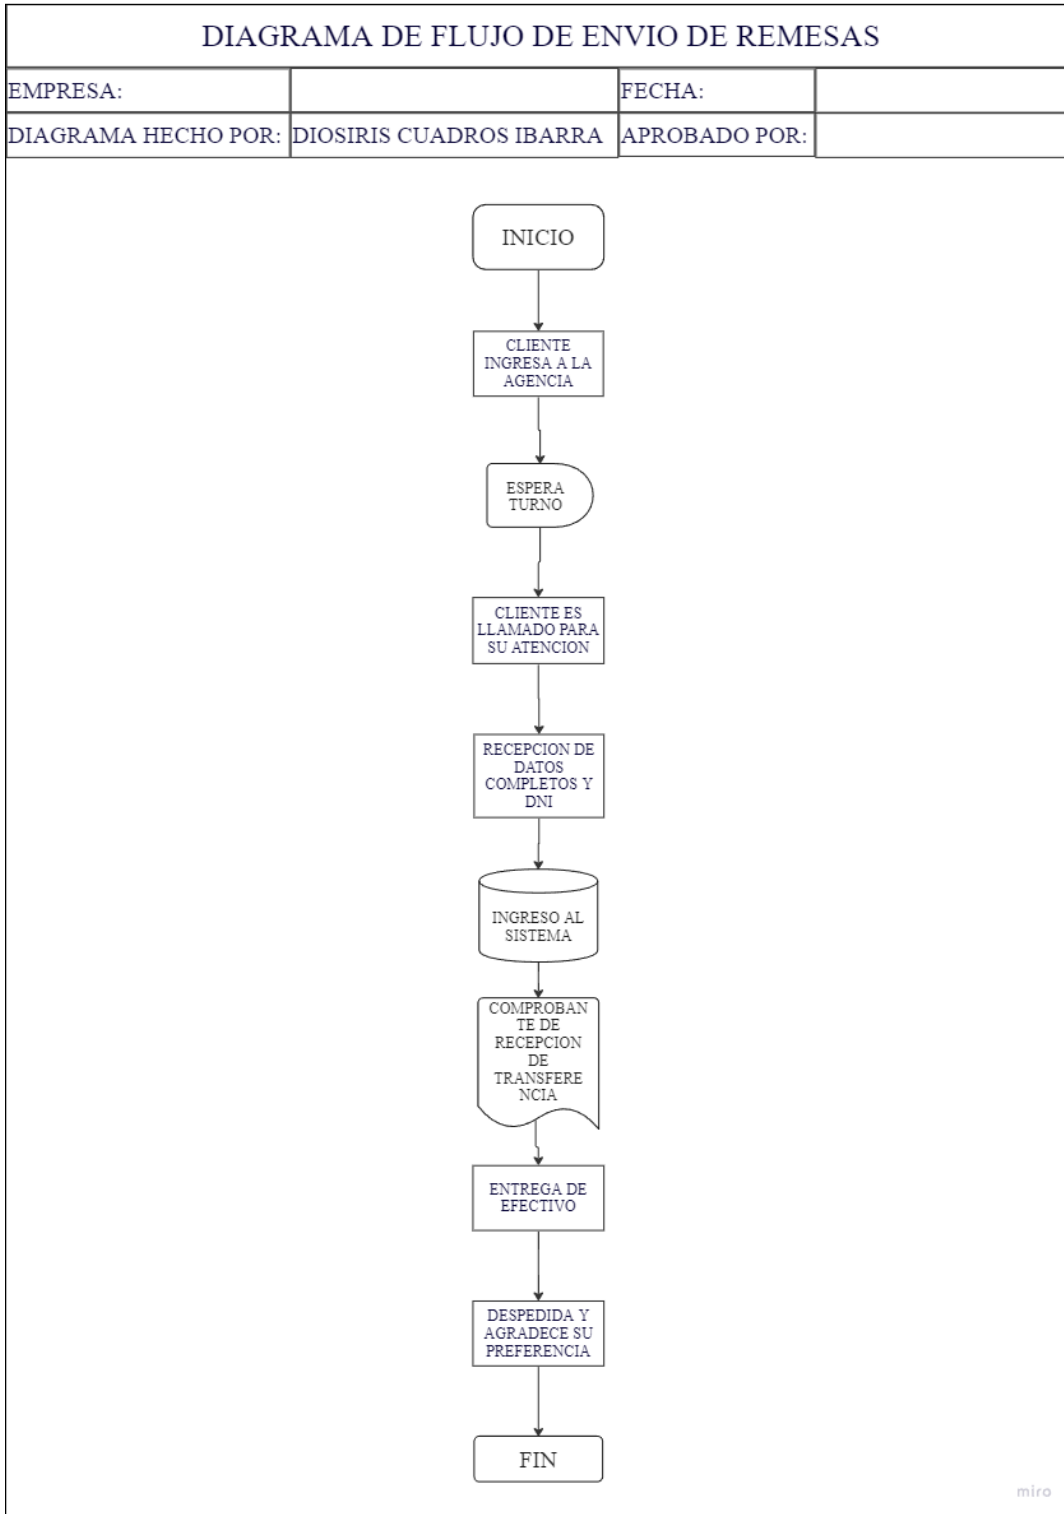 DIAGRAMA DE FLUJO DE ENVIO DE REMESAS
EMPRESA:
FECHA:
DIAGRAMA HECHO POR:
DIOSIRIS CUADROS IBARRA
APROBADO POR:
INICIO
CLIENTE
INGRESA A LA
AGENCIA
ESPERA
TURNO
CLIENTE ES
LLAMADO PARA
SU ATENCION
RECEPCION DE
DATOS
COMPLETOS Y
DNI
INGRESO AL
SISTEMA
COMPROBAN
TE DE
RECEPCION
DE
TRANSFERE
NCIA
ENTREGA DE
EFECTIVO
DESPEDIDA Y
AGRADECE SU
PREFERENCIA
FIN
miro